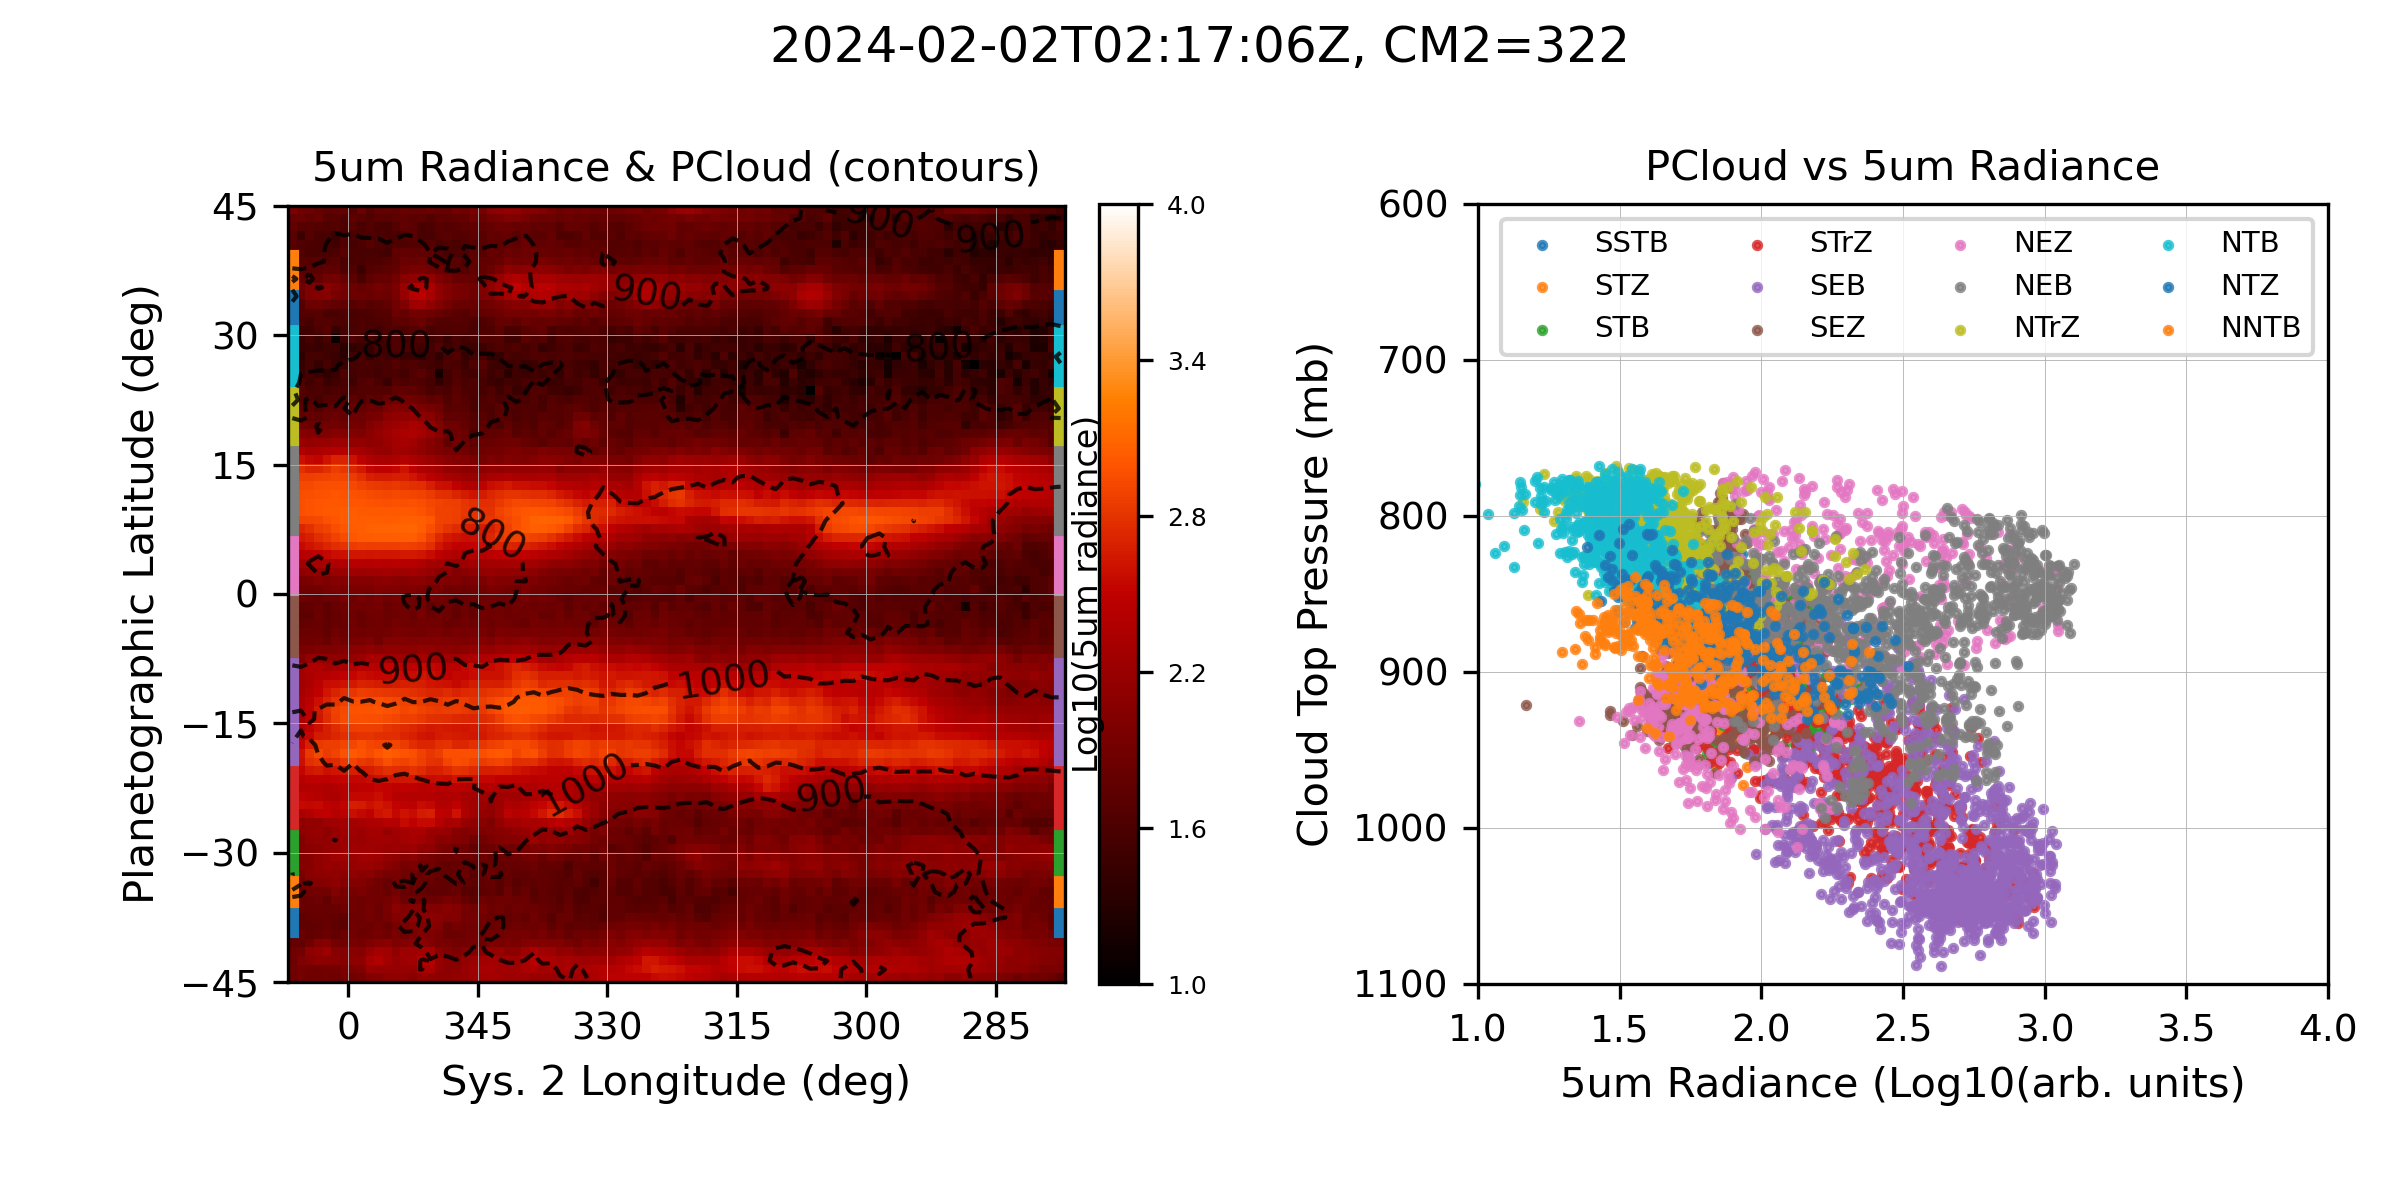 2024-02-02T02:17:06Z, CM2=322
5um Radiance & PCloud (contours)
Planetographic Latitude (deg)
45
30
15
0
−15
−30
−45
900
900
900
800
800
800
900
1000
1000
900
0
345
330
315
300
285
Sys. 2 Longitude (deg)
Log10(5um radiance)
4.0
3.4
2.8
2.2
1.6
1.0
PCloud vs 5um Radiance
Cloud Top Pressure (mb)
600
700
800
900
1000
1100
SSTB
STZ
STB
STrZ
SEB
SEZ
NEZ
NEB
NTrZ
NTB
NTZ
NNTB
1.0
1.5
2.0
2.5
3.0
3.5
4.0
5um Radiance (Log10(arb. units)